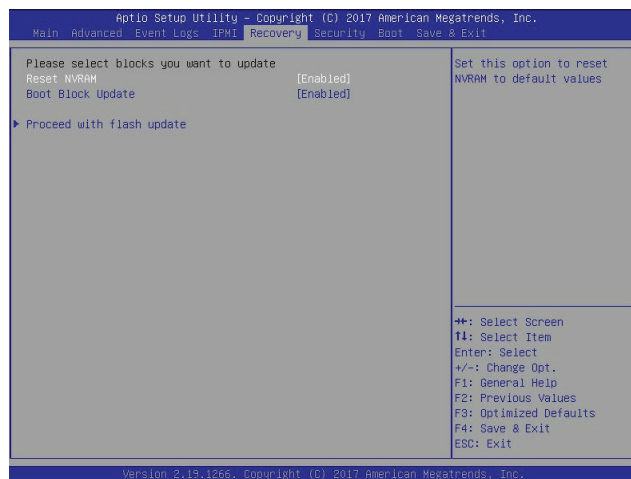 Aptio Setup Utility – Copyright (C) 2017 American Megatrends, Inc.
Main Advanced Event Logs IPMI Recovery Security Boot Save & Exit
Please select blocks you want to update
Reset NVRAM [Enabled]
Boot Block Update [Enabled]
Proceed with flash update
Set this option to reset
NVRAM to default values
→←: Select Screen
↑↓: Select Item
Enter: Select
+/-: Change Opt.
F1: General Help
F2: Previous Values
F3: Optimized Defaults
F4: Save & Exit
ESC: Exit
Version 2.19.1266. Copyright (C) 2017 American Megatrends, Inc.